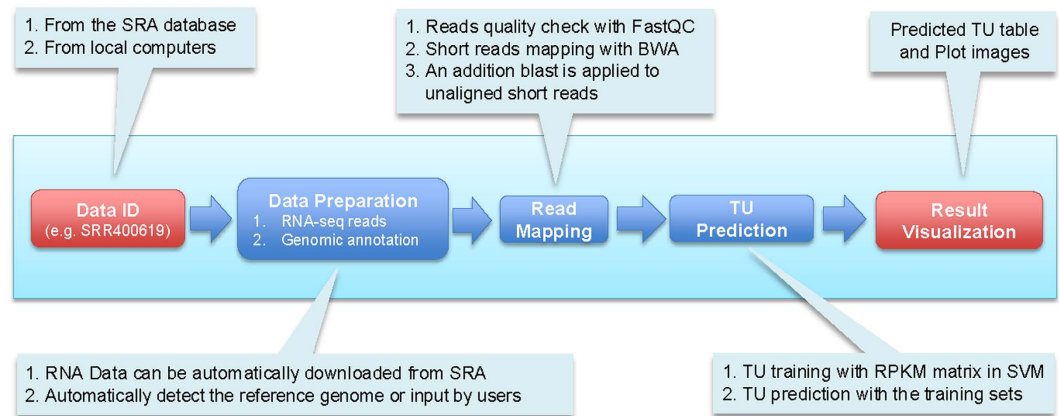 1. From the SRA database
2. From local computers
1. Reads quality check with FastQC
2. Short reads mapping with BWA
3. An addition blast is applied to
unaligned short reads
Predicted TU table
and Plot images
Data ID
(e.g. SRR400619)
Data Preparation
1. RNA-seq reads
2. Genomic annotation
Read
Mapping
TU
Prediction
Result
Visualization
1. RNA Data can be automatically downloaded from SRA
2. Automatically detect the reference genome or input by users
1. TU training with RPKM matrix in SVM
2. TU prediction with the training sets